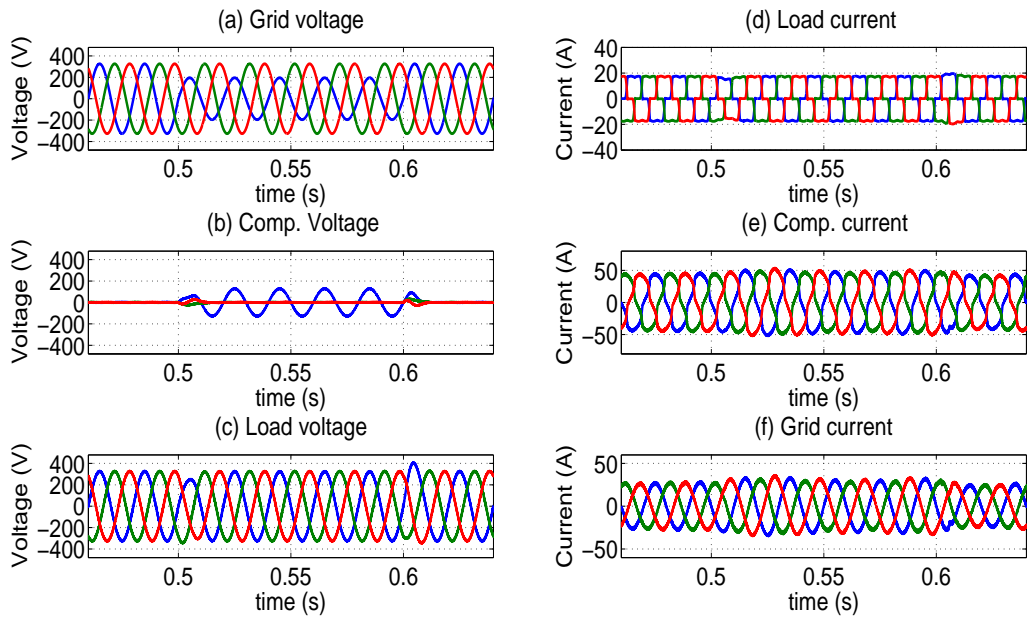 (a) Grid voltage
Voltage (V)
400
200
0
−200
−400
0.5 0.55 0.6
time (s)
(b) Comp. Voltage
Voltage (V)
400
200
0
−200
−400
0.5 0.55 0.6
time (s)
(c) Load voltage
Voltage (V)
400
200
0
−200
−400
0.5 0.55 0.6
time (s)
(d) Load current
Current (A)
40
20
0
−20
−40
0.5 0.55 0.6
time (s)
(e) Comp. current
Current (A)
50
0
−50
0.5 0.55 0.6
time (s)
(f) Grid current
Current (A)
50
0
−50
0.5 0.55 0.6
time (s)